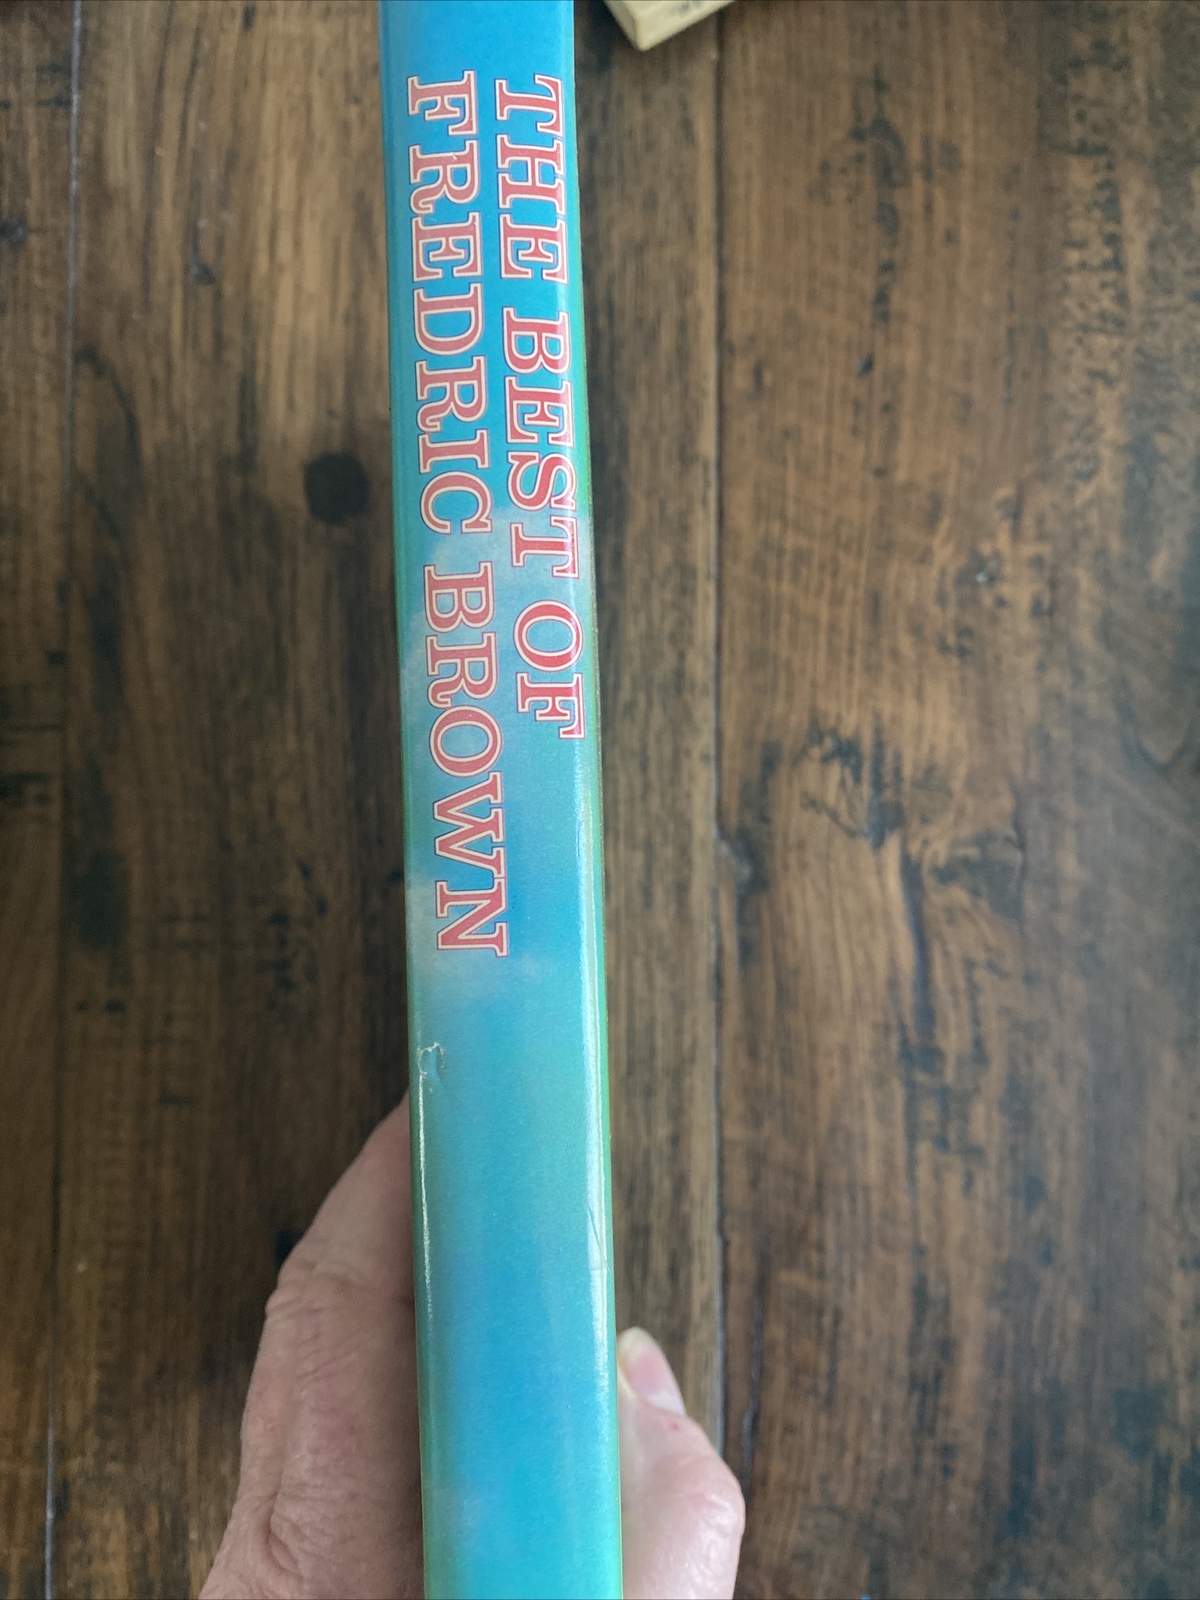 THE BEST OF
FREDRIC BROWN